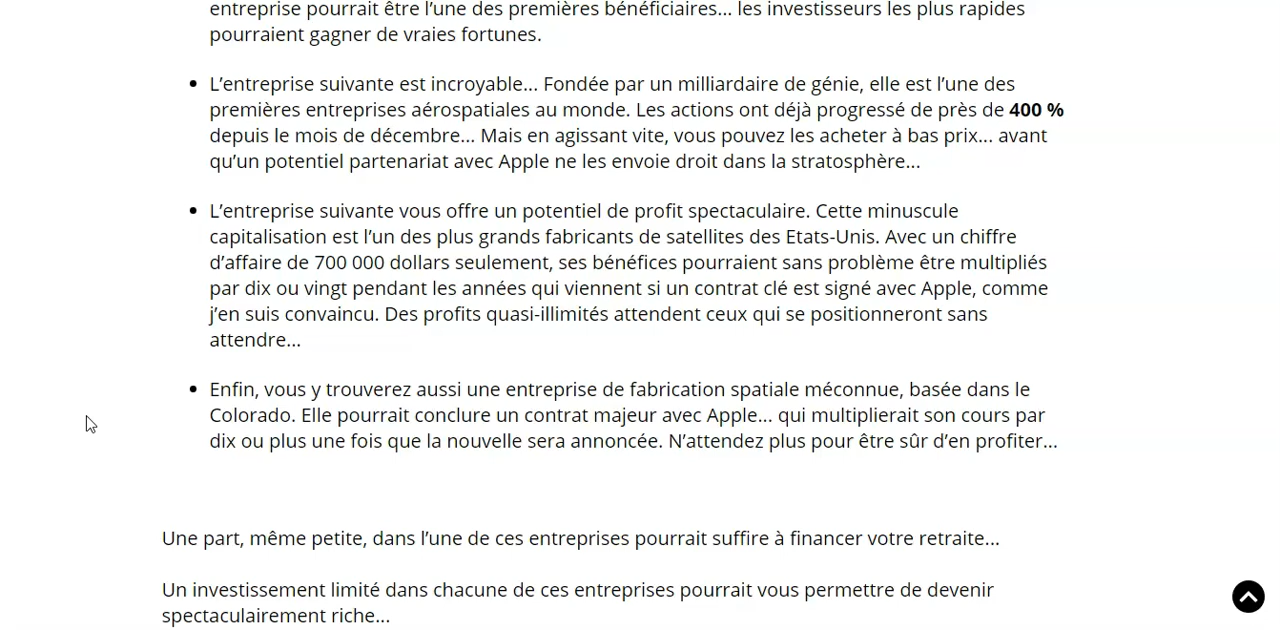 entreprise pourrait être l’une des premières bénéficiaires... les investisseurs les plus rapides
pourraient gagner de vraies fortunes.
L’entreprise suivante est incroyable... Fondée par un milliardaire de génie, elle est l’une des
premières entreprises aérospatiales au monde. Les actions ont déjà progressé de près de 400 %
depuis le mois de décembre... Mais en agissant vite, vous pouvez les acheter à bas prix... avant
qu’un potentiel partenariat avec Apple ne les envoie droit dans la stratosphère...
L’entreprise suivante vous offre un potentiel de profit spectaculaire. Cette minuscule
capitalisation est l’un des plus grands fabricants de satellites des Etats-Unis. Avec un chiffre
d’affaire de 700 000 dollars seulement, ses bénéfices pourraient sans problème être multipliés
par dix ou vingt pendant les années qui viennent si un contrat clé est signé avec Apple, comme
j’en suis convaincu. Des profits quasi-illimités attendent ceux qui se positionneront sans
attendre...
Enfin, vous y trouverez aussi une entreprise de fabrication spatiale méconnue, basée dans le
Colorado. Elle pourrait conclure un contrat majeur avec Apple... qui multiplierait son cours par
dix ou plus une fois que la nouvelle sera annoncée. N’attendez plus pour être sûr d’en profiter...
Une part, même petite, dans l’une de ces entreprises pourrait suffire à financer votre retraite...
Un investissement limité dans chacune de ces entreprises pourrait vous permettre de devenir
spectaculairement riche...